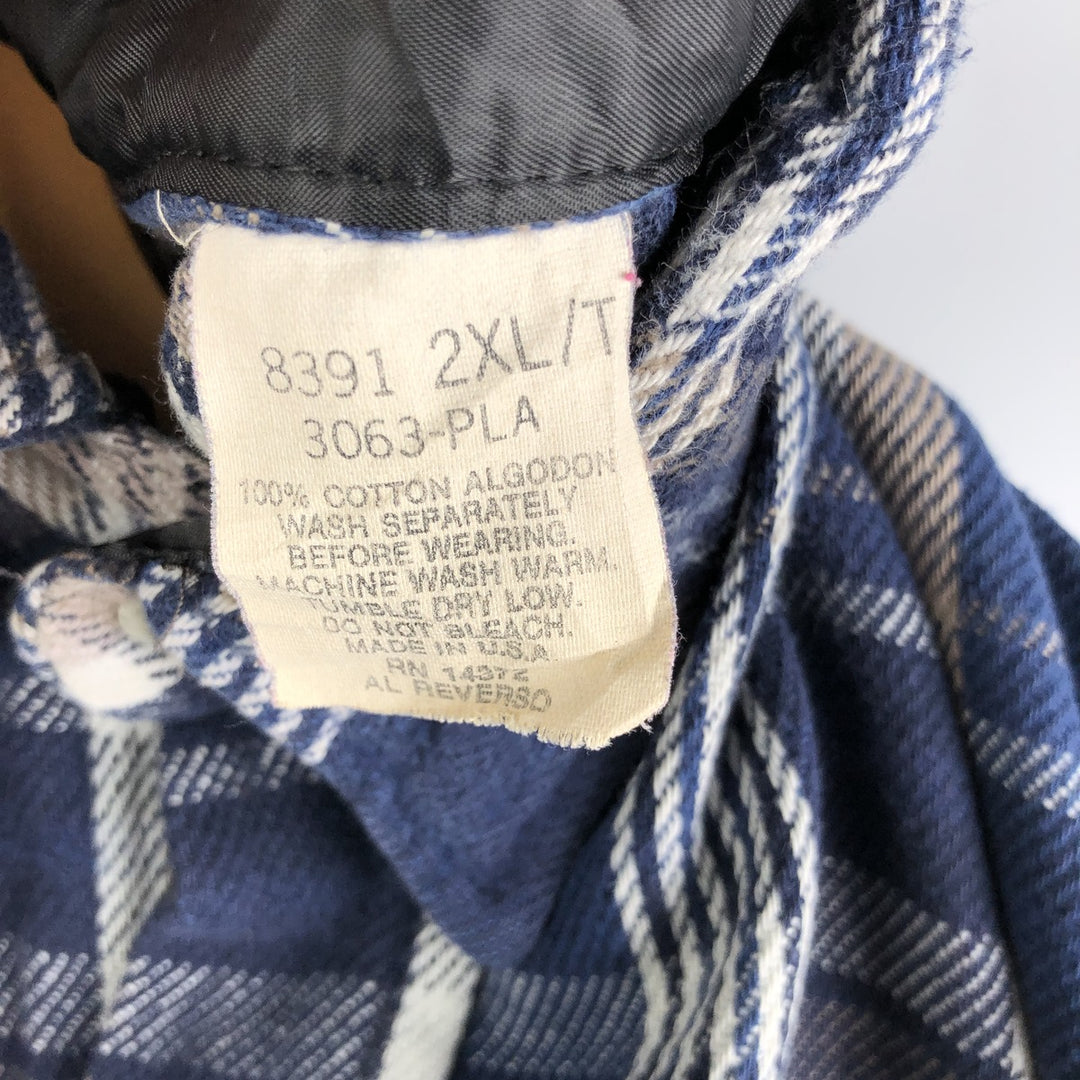 8391 2XL/T
3063-PLA
100% COTTON ALGODON
WASH SEPARATELY
BEFORE WEARING.
MACHINE WASH WARM.
TUMBLE DRY LOW.
DO NOT BLEACH.
MADE IN U.S.A.
RN 14372
AL REVERSO